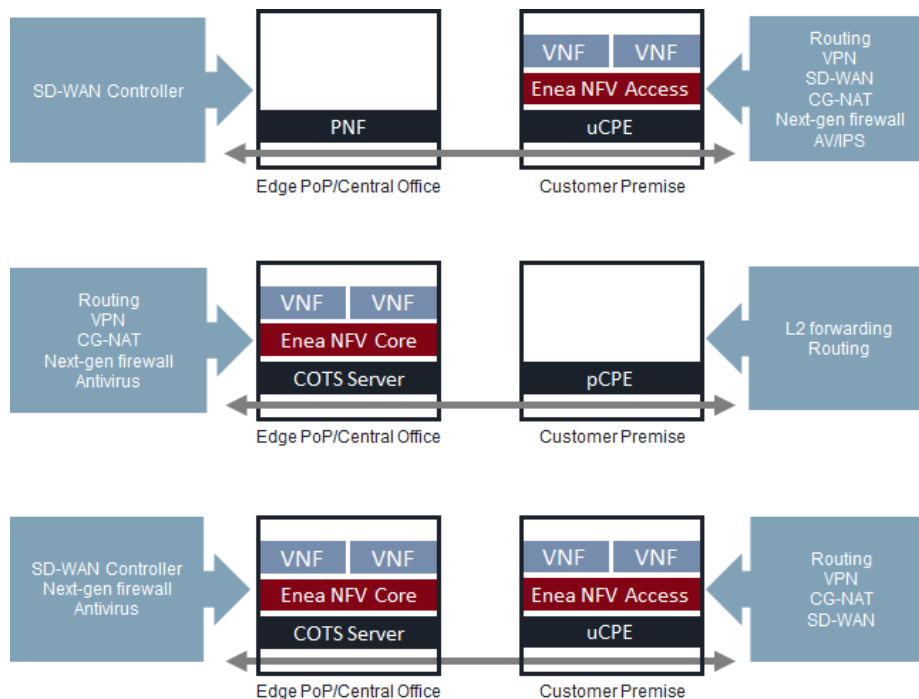 SD-WAN Controller
PNF
Edge PoP/Central Office
VNF VNF
Enea NFV Access
uCPE
Customer Premise
Routing
VPN
SD-WAN
CG-NAT
Next-gen firewall
AV/IPS
Routing
VPN
CG-NAT
Next-gen firewall
Antivirus
VNF VNF
Enea NFV Core
COTS Server
Edge PoP/Central Office
pCPE
Customer Premise
L2 forwarding
Routing
SD-WAN Controller
Next-gen firewall
Antivirus
VNF VNF
Enea NFV Core
COTS Server
Edge PoP/Central Office
VNF VNF
Enea NFV Access
uCPE
Customer Premise
Routing
VPN
CG-NAT
SD-WAN